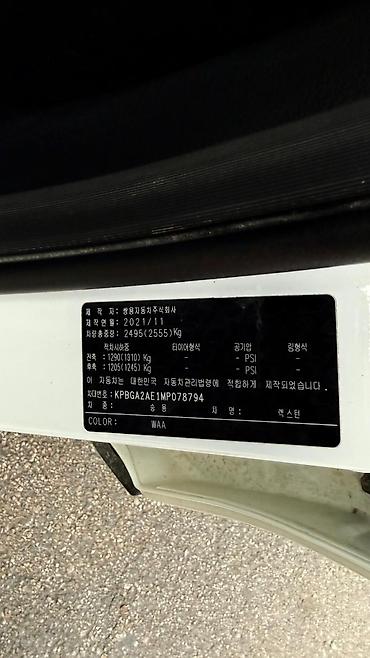 제 작 자: 쌍용자동차주식회사
제작연월: 2021/11
차량총중량: 2495(2555)Kg
적차시하중 타이어형식 공기압 림형식
전축 : 1290(1310) Kg - - PSI -
후축 : 1205(1245) Kg - - PSI -
이 자동차는 대한민국 자동차관리법령에 적합하게 제작되었습니다.
차대번호: KPBGA2AE1MP078794
차 종: 승용 차 명: 렉스턴
COLOR: WAA